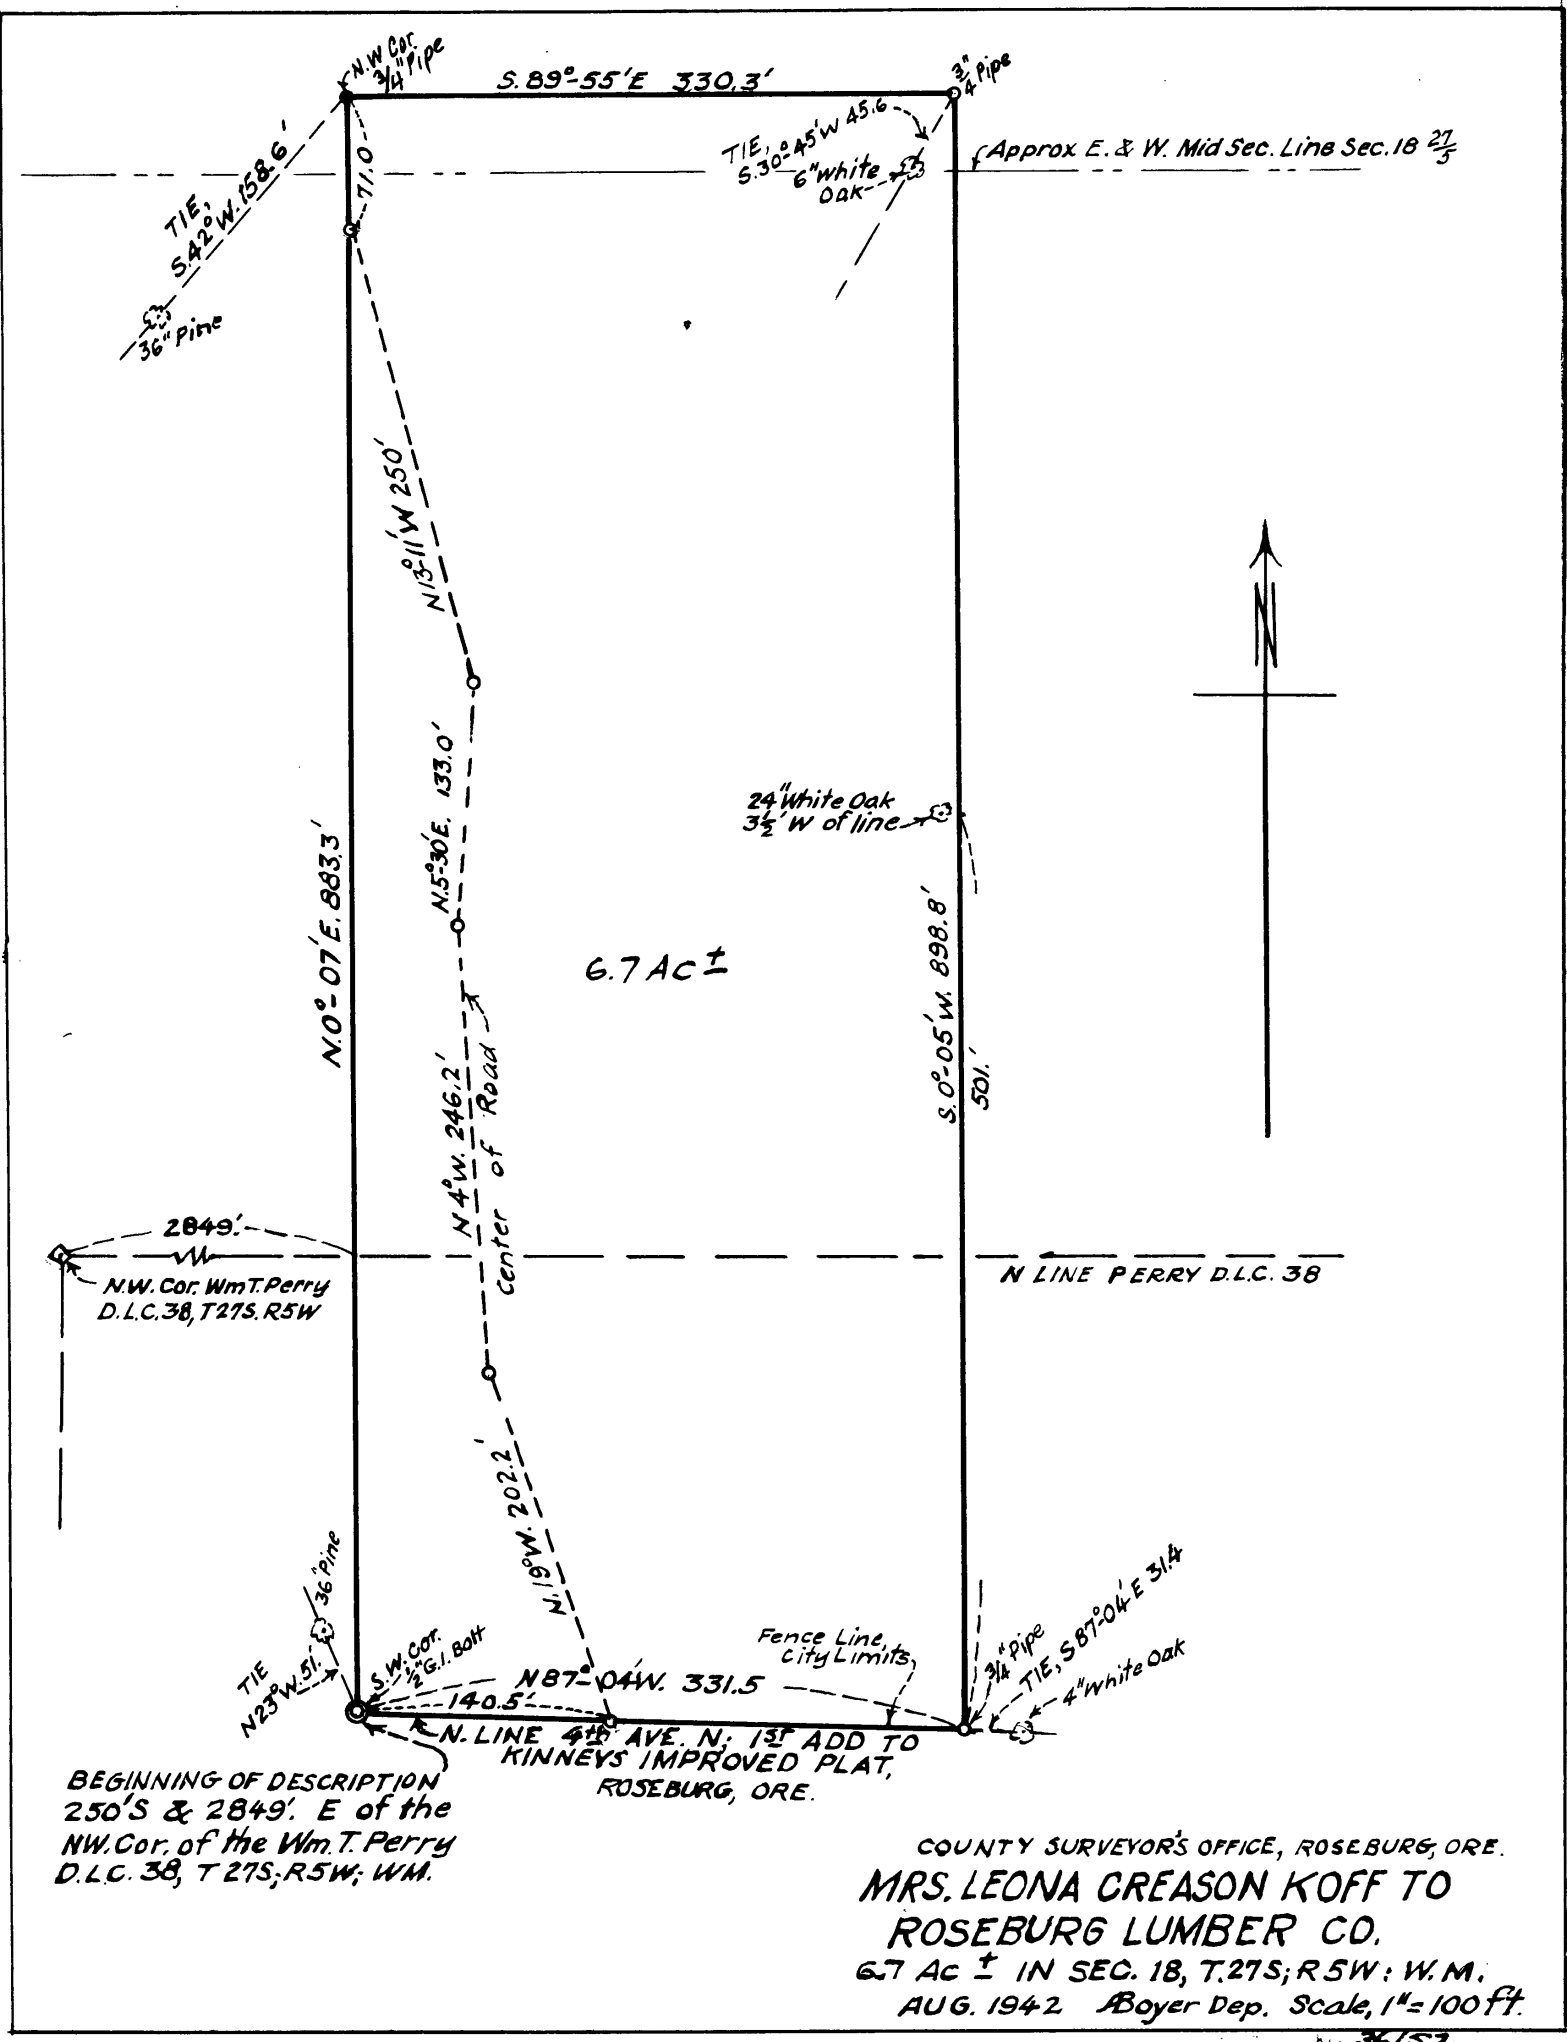 N.W Cor.
3/4" Pipe
S. 89°-55' E 330.3'
3/4" Pipe
TIE,
S.30°-45' W 45.6
6" White
Oak
Approx E. & W. Mid Sec. Line Sec. 18 27/5
71.0
TIE,
S.42° W. 158.6'
36" Pine
N 13°-11' W 250'
N.5°-30' E. 133.0'
24" White Oak
3½' W of line
N.0°-07' E. 883.3'
6.7 Ac ±
S. 0°-05' W. 898.8'
501.'
N 4° W. 246.2'
Center of Road
N
2849.'
N.W. Cor. Wm T. Perry
D.L.C. 38, T27S. R5W
N LINE PERRY D.L.C. 38
N. 19° W. 202.2'
36" Pine
TIE
N 23° W. 51.'
S.W. Cor.
½" G.I. Bolt
N 87°-04' W. 331.5
140.5'
Fence Line,
City Limits,
3/4" Pipe
TIE, S 87°-04' E 31.4
4" White Oak
N. LINE 4th AVE. N; 1ST ADD TO
KINNEYS IMPROVED PLAT,
ROSEBURG, ORE.
BEGINNING OF DESCRIPTION
250' S & 2849'. E of the
NW. Cor. of the Wm. T. Perry
D.L.C. 38, T 27S; R5W; WM.
COUNTY SURVEYOR'S OFFICE, ROSEBURG, ORE.
MRS. LEONA CREASON KOFF TO
ROSEBURG LUMBER CO.
6.7 Ac ± IN SEC. 18, T.27S; R5W: W.M.
AUG. 1942 ABoyer Dep. Scale, 1" = 100 ft.